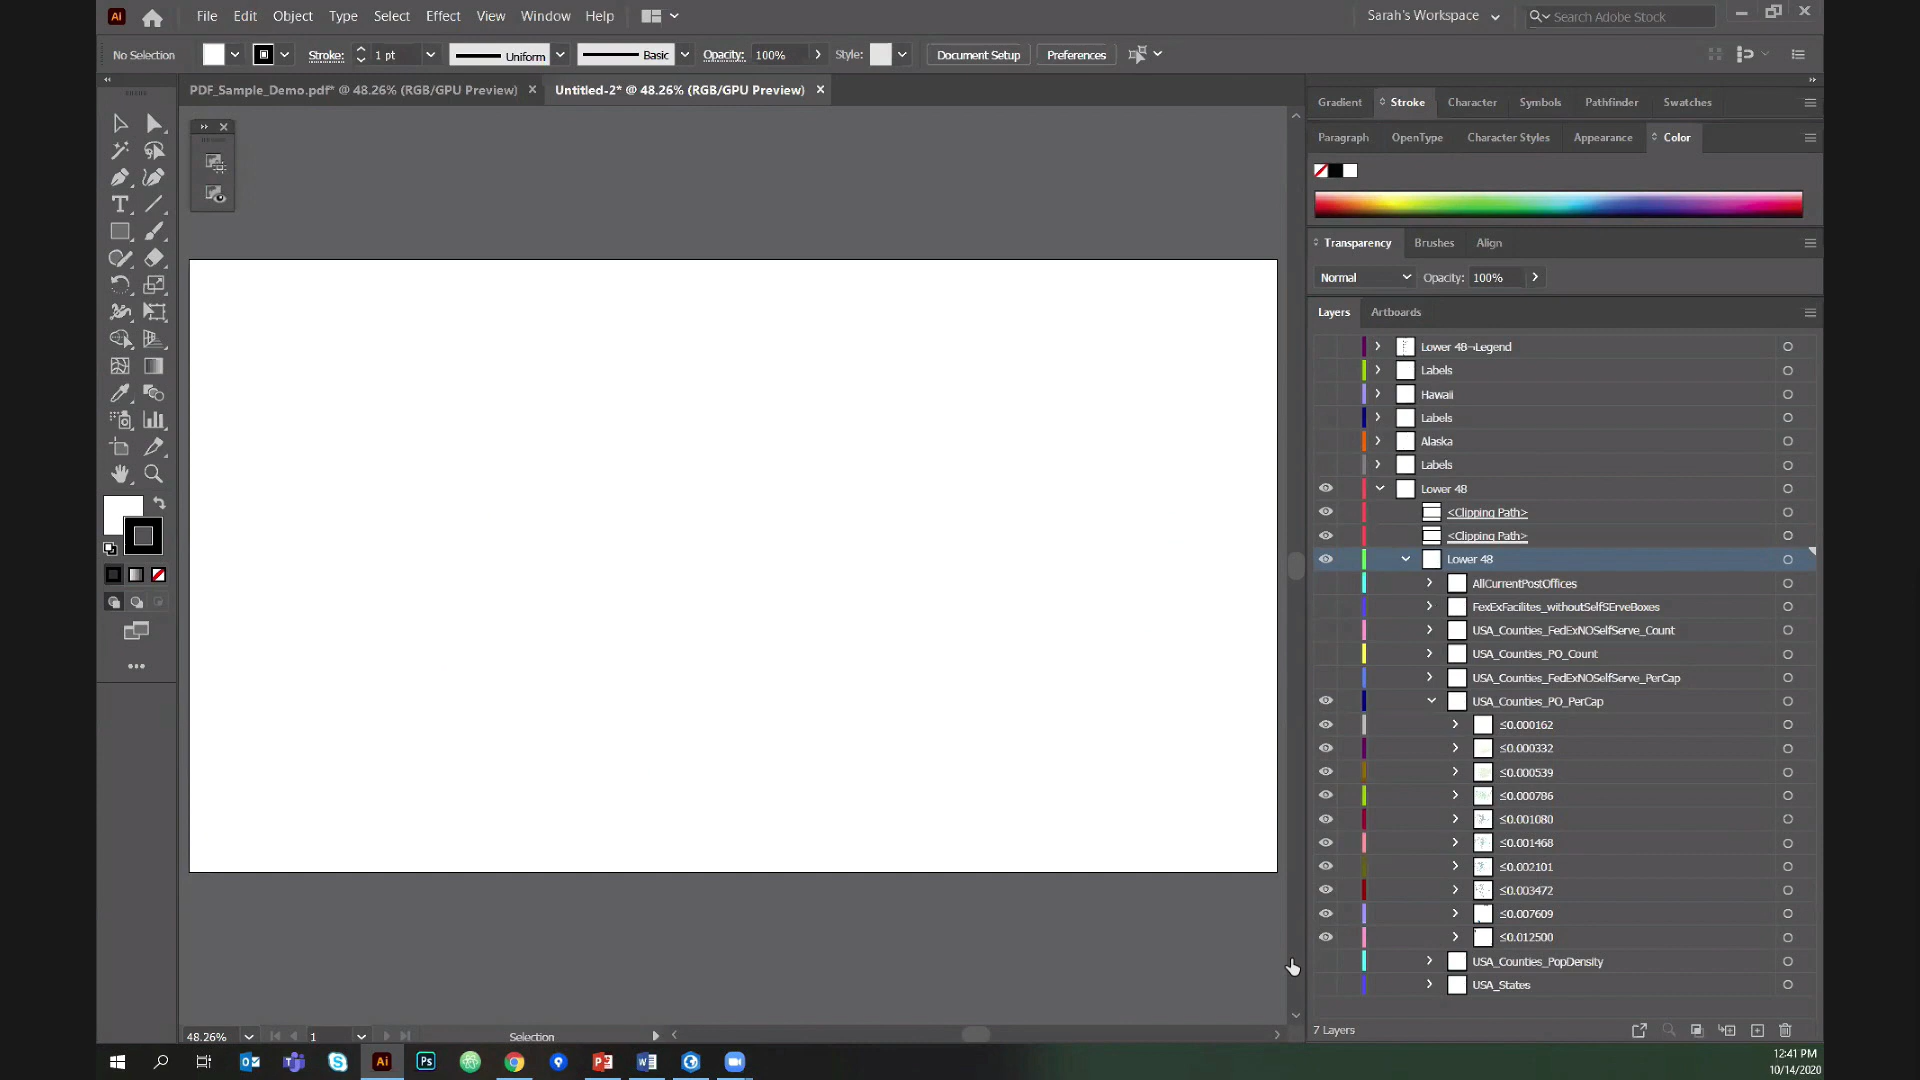 Ai File Edit Object Type Select Effect View Window Help Sarah's Workspace Search Adobe Stock
No Selection Stroke: 1 pt Uniform Basic Opacity: 100% Style: Document Setup Preferences
PDF_Sample_Demo.pdf* @ 48.26% (RGB/GPU Preview) Untitled-2* @ 48.26% (RGB/GPU Preview)
Gradient Stroke Character Symbols Pathfinder Swatches
Paragraph OpenType Character Styles Appearance Color
Transparency Brushes Align
Normal Opacity: 100%
Layers Artboards
Lower 48¬Legend
Labels
Hawaii
Labels
Alaska
Labels
Lower 48
<Clipping Path>
<Clipping Path>
Lower 48
AllCurrentPostOffices
FexExFacilites_withoutSelfSErveBoxes
USA_Counties_FedExNOSelfServe_Count
USA_Counties_PO_Count
USA_Counties_FedExNOSelfServe_PerCap
USA_Counties_PO_PerCap
≤0.000162
≤0.000332
≤0.000539
≤0.000786
≤0.001080
≤0.001468
≤0.002101
≤0.003472
≤0.007609
≤0.012500
USA_Counties_PopDensity
USA_States
7 Layers
48.26% 1 Selection
12:41 PM
10/14/2020